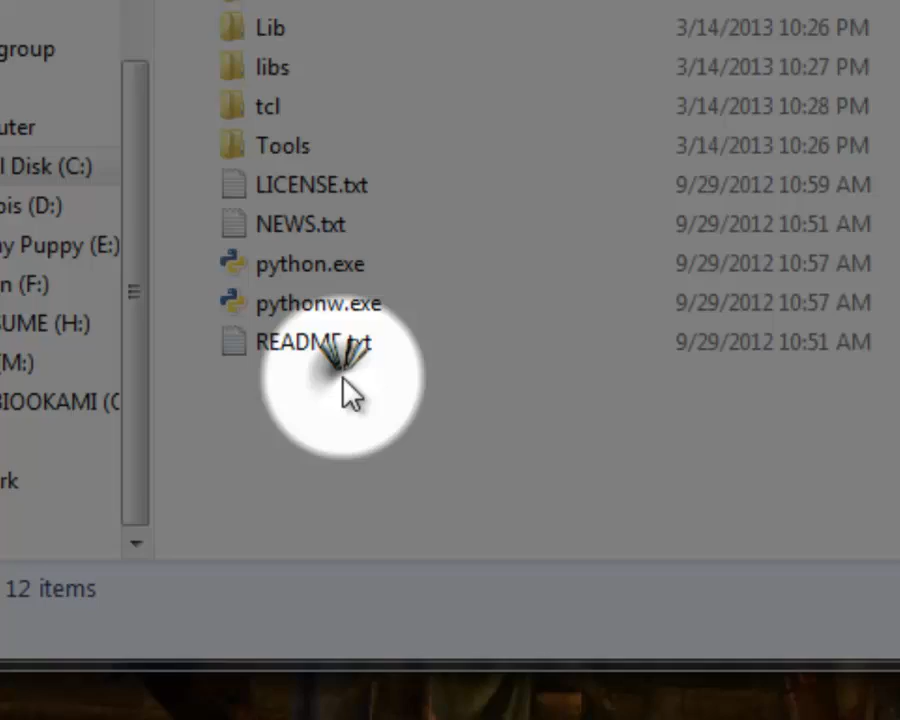 Lib 3/14/2013 10:26 PM
group
libs 3/14/2013 10:27 PM
tcl 3/14/2013 10:28 PM
uter
Tools 3/14/2013 10:26 PM
l Disk (C:)
LICENSE.txt 9/29/2012 10:59 AM
ois (D:)
NEWS.txt 9/29/2012 10:51 AM
ny Puppy (E:)
python.exe 9/29/2012 10:57 AM
n (F:)
pythonw.exe 9/29/2012 10:57 AM
SUME (H:)
README.txt 9/29/2012 10:51 AM
(M:)
BIOOKAMI (
rk
12 items